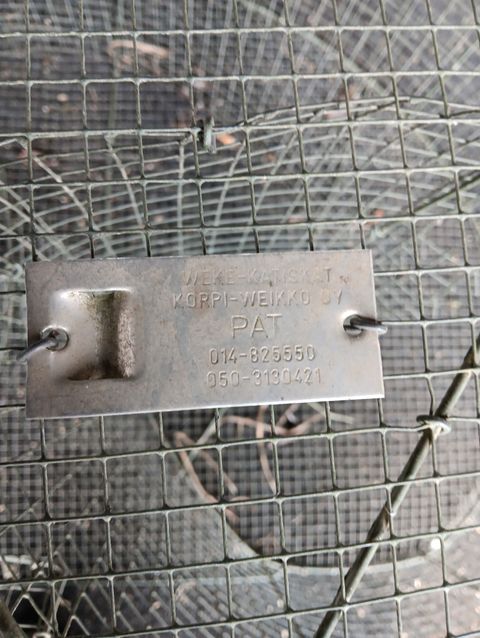 WEKE-KATISKAT
KORPI-WEIKKO OY
PAT
014-825550
050-3130421